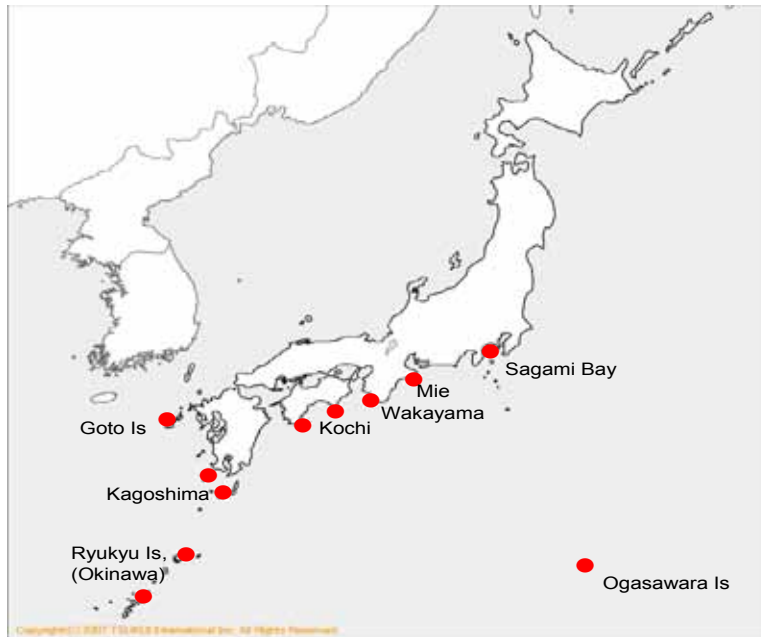 Sagami Bay
Mie
Wakayama
Kochi
Goto Is
Kagoshima
Ryukyu Is,
(Okinawa)
Ogasawara Is